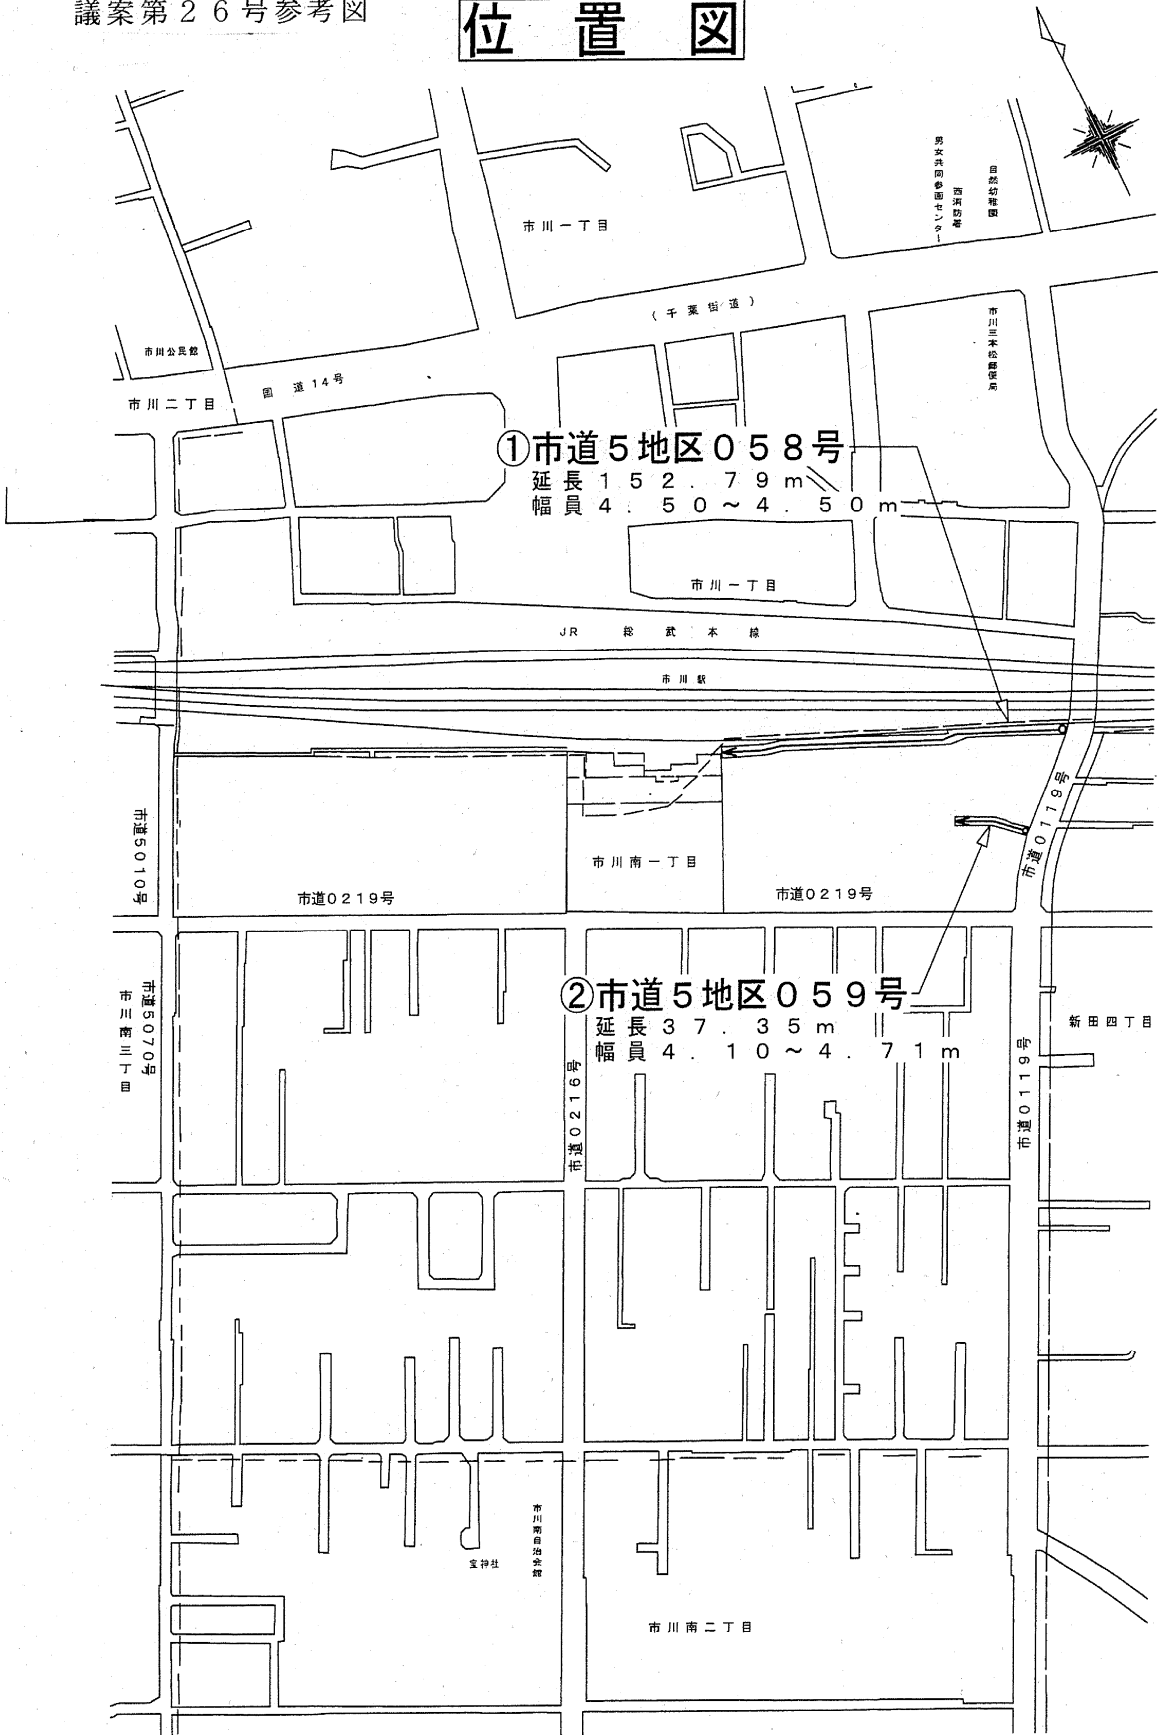 議案第２６号参考図
位置図
男女共同参画センター
西消防署
自然幼稚園
市川一丁目
(千葉街道)
市川三本松郵便局
市川公民館
国道14号
市川二丁目
①市道５地区０５８号
延長１５２．７９ｍ
幅員４．５０～４．５０ｍ
市川一丁目
JR 総武本線
市川駅
市道0119号
市道5010号
市川南一丁目
市道0219号
市道0219号
②市道５地区０５９号
延長３７．３５ｍ
幅員４．１０～４．７１ｍ
市道5070号
市川南三丁目
新田四丁目
市道0216号
市道0119号
市川南自治会館
宝神社
市川南二丁目